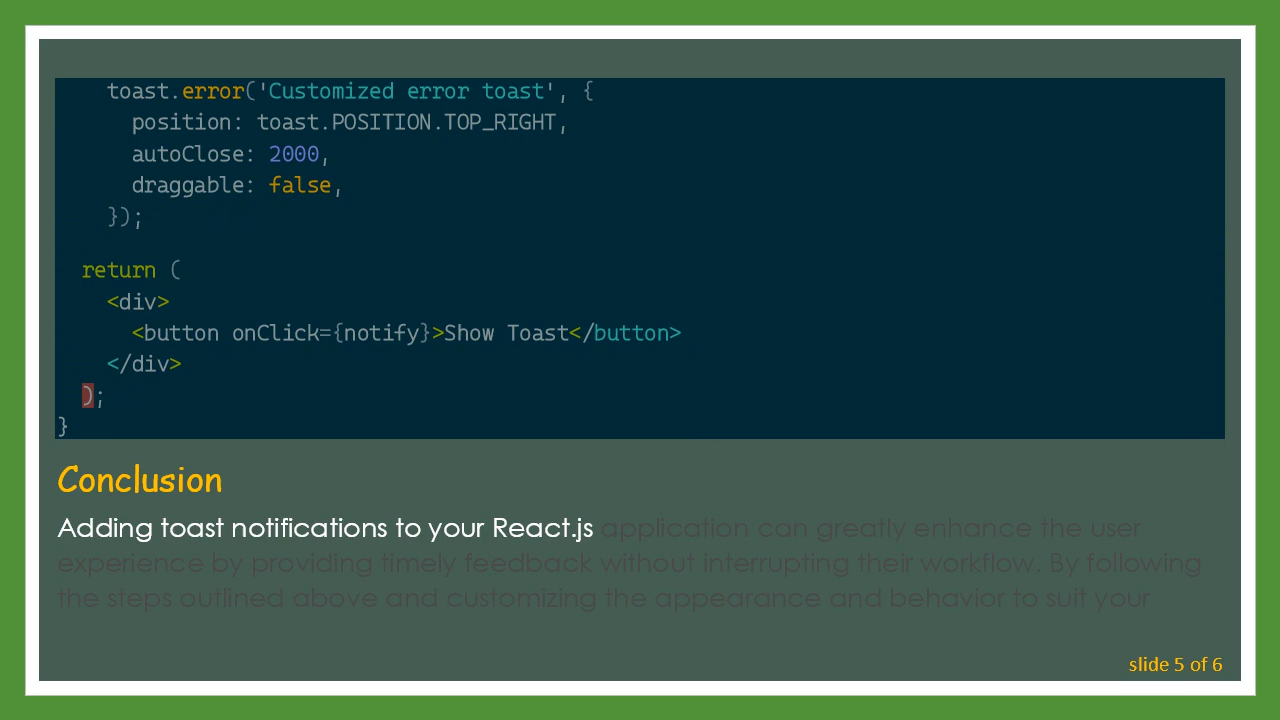 toast.error('Customized error toast', {
      position: toast.POSITION.TOP_RIGHT,
      autoClose: 2000,
      draggable: false,
    });
  return (
    <div>
      <button onClick={notify}>Show Toast</button>
    </div>
  );
}
Conclusion
Adding toast notifications to your React.js application can greatly enhance the user
experience by providing timely feedback without interrupting their workflow. By following
the steps outlined above and customizing the appearance and behavior to suit your
slide 5 of 6